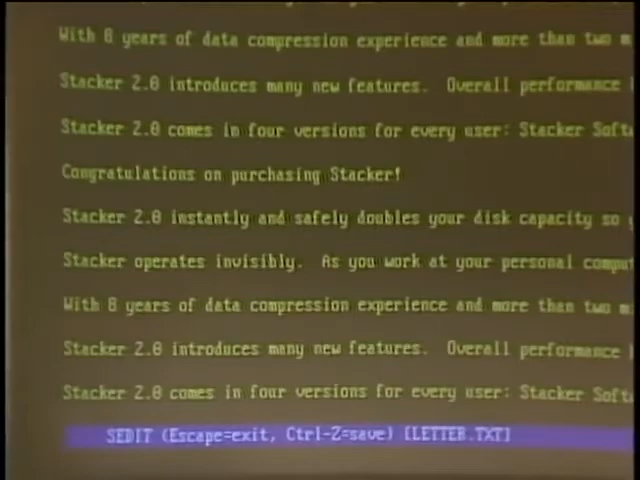 With 8 years of data compression experience and more than two
Stacker 2.0 introduces many new features.  Overall performance
Stacker 2.0 comes in four versions for every user: Stacker
Congratulations on purchasing Stacker!
Stacker 2.0 instantly and safely doubles your disk capacity so
Stacker operates invisibly.  As you work at your personal
With 8 years of data compression experience and more than two
Stacker 2.0 introduces many new features.  Overall performance
Stacker 2.0 comes in four versions for every user: Stacker
SEDIT (Escape=exit, Ctrl-Z=save) [LETTER.TXT]